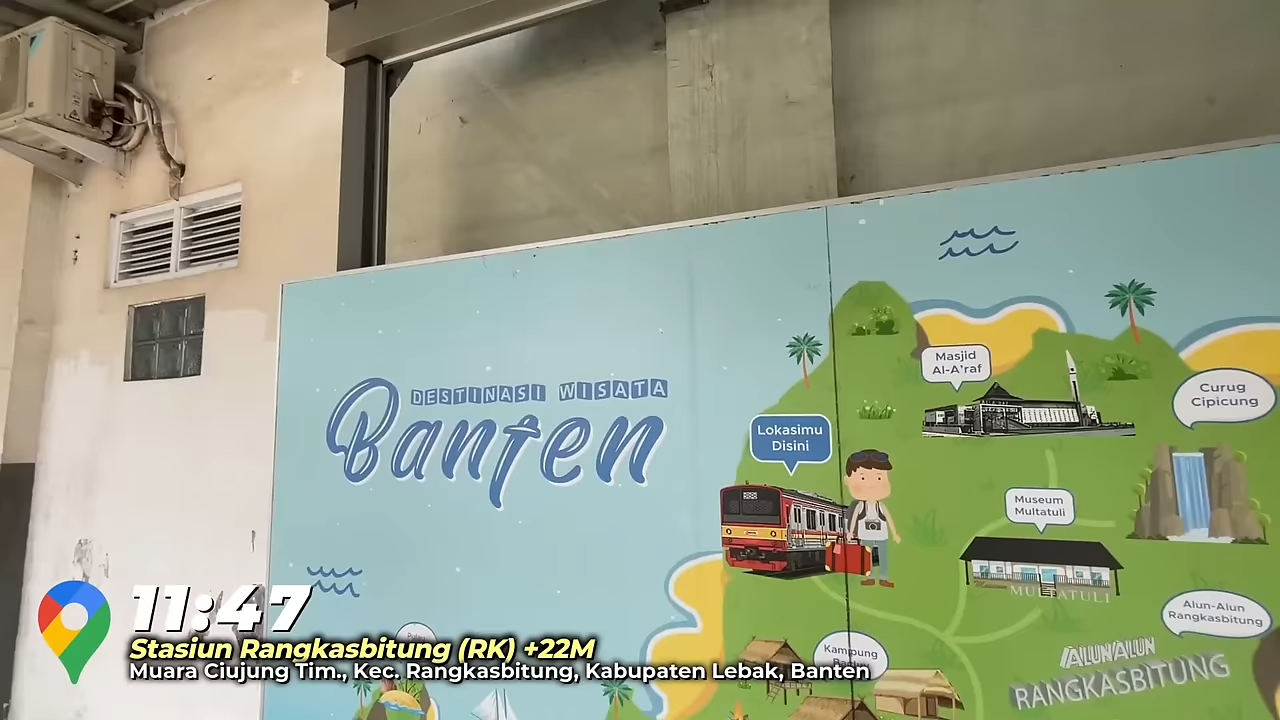 DESTINASI WISATA
Banten
Masjid
Al-A'raf
Curug
Cipicung
Lokasimu
Disini
Museum
Multatuli
MULTATULI
Alun-Alun
Rangkasbitung
ALUN ALUN
RANGKASBITUNG
Kampung
11:47
Stasiun Rangkasbitung (RK) +22M
Muara Ciujung Tim., Kec. Rangkasbitung, Kabupaten Lebak, Banten